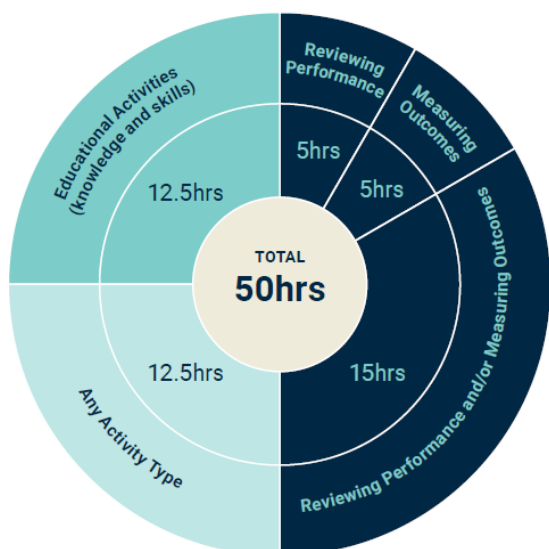 Educational Activities
(knowledge and skills)
12.5hrs
Reviewing
Performance
5hrs
Measuring
Outcomes
5hrs
Reviewing Performance and/or Measuring Outcomes
15hrs
TOTAL
50hrs
12.5hrs
Any Activity Type